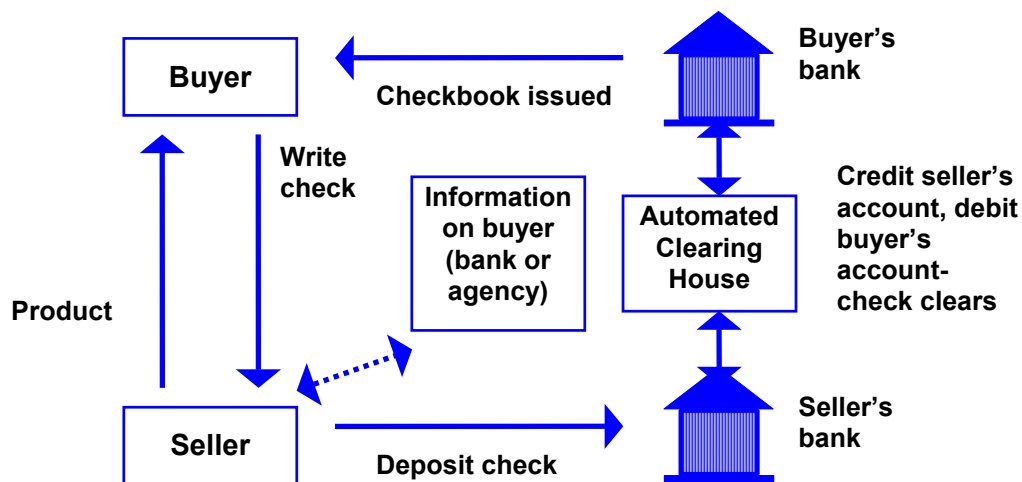 Buyer
Checkbook issued
Buyer's
bank
Write
check
Information
on buyer
(bank or
agency)
Automated
Clearing
House
Credit seller's
account, debit
buyer's
account-
check clears
Product
Seller
Deposit check
Seller's
bank